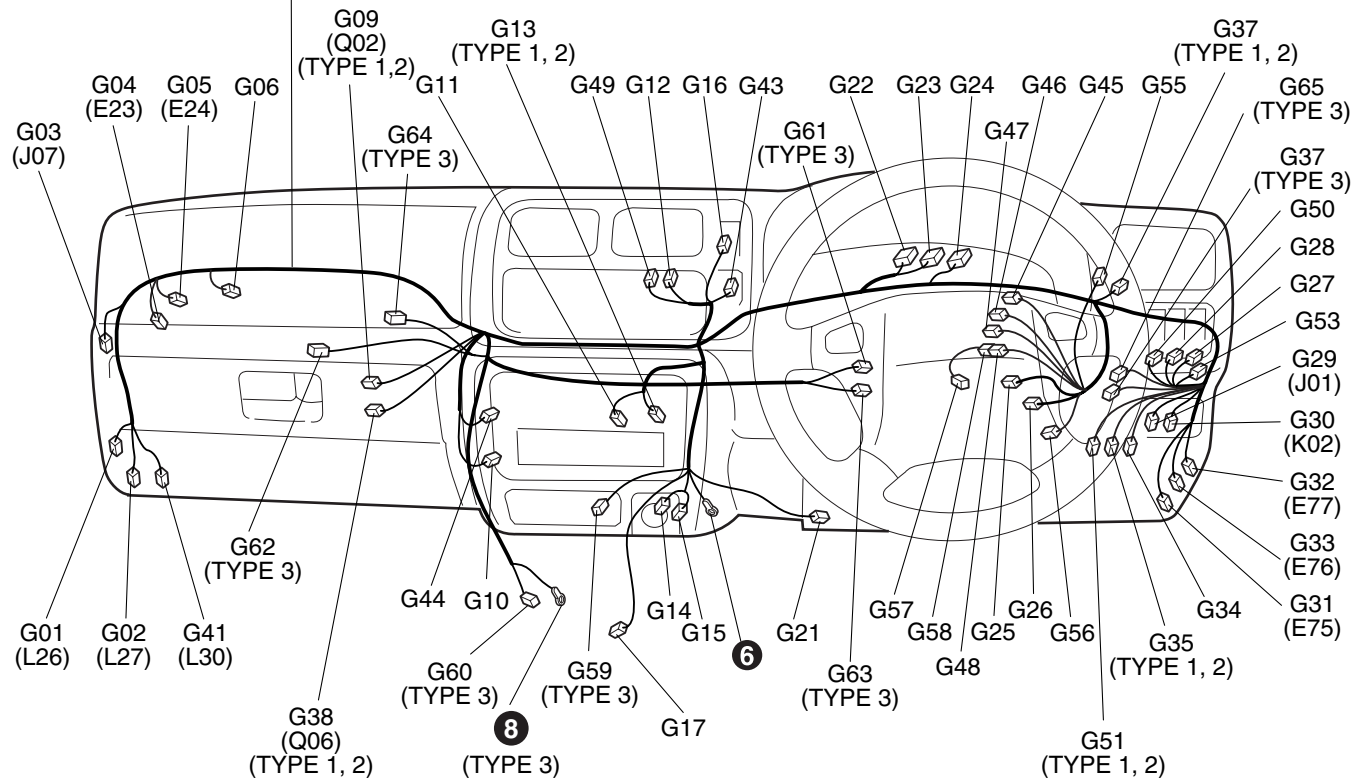 G09
(Q02)
(TYPE 1,2)
G13
(TYPE 1, 2)
G37
(TYPE 1, 2)
G04
(E23)
G05
(E24)
G06
G11
G49
G12
G16
G43
G22
G23
G24
G46
G45
G55
G65
(TYPE 3)
G03
(J07)
G64
(TYPE 3)
G61
(TYPE 3)
G47
G37
(TYPE 3)
G50
G28
G27
G53
G29
(J01)
G30
(K02)
G32
(E77)
G33
(E76)
G31
(E75)
G62
(TYPE 3)
G44
G10
G14
G15
6
G21
G57
G58
G48
G25
G26
G56
G34
G35
(TYPE 1, 2)
G01
(L26)
G02
(L27)
G41
(L30)
G60
(TYPE 3)
G59
(TYPE 3)
G63
(TYPE 3)
G38
(Q06)
(TYPE 1, 2)
8
(TYPE 3)
G17
G51
(TYPE 1, 2)